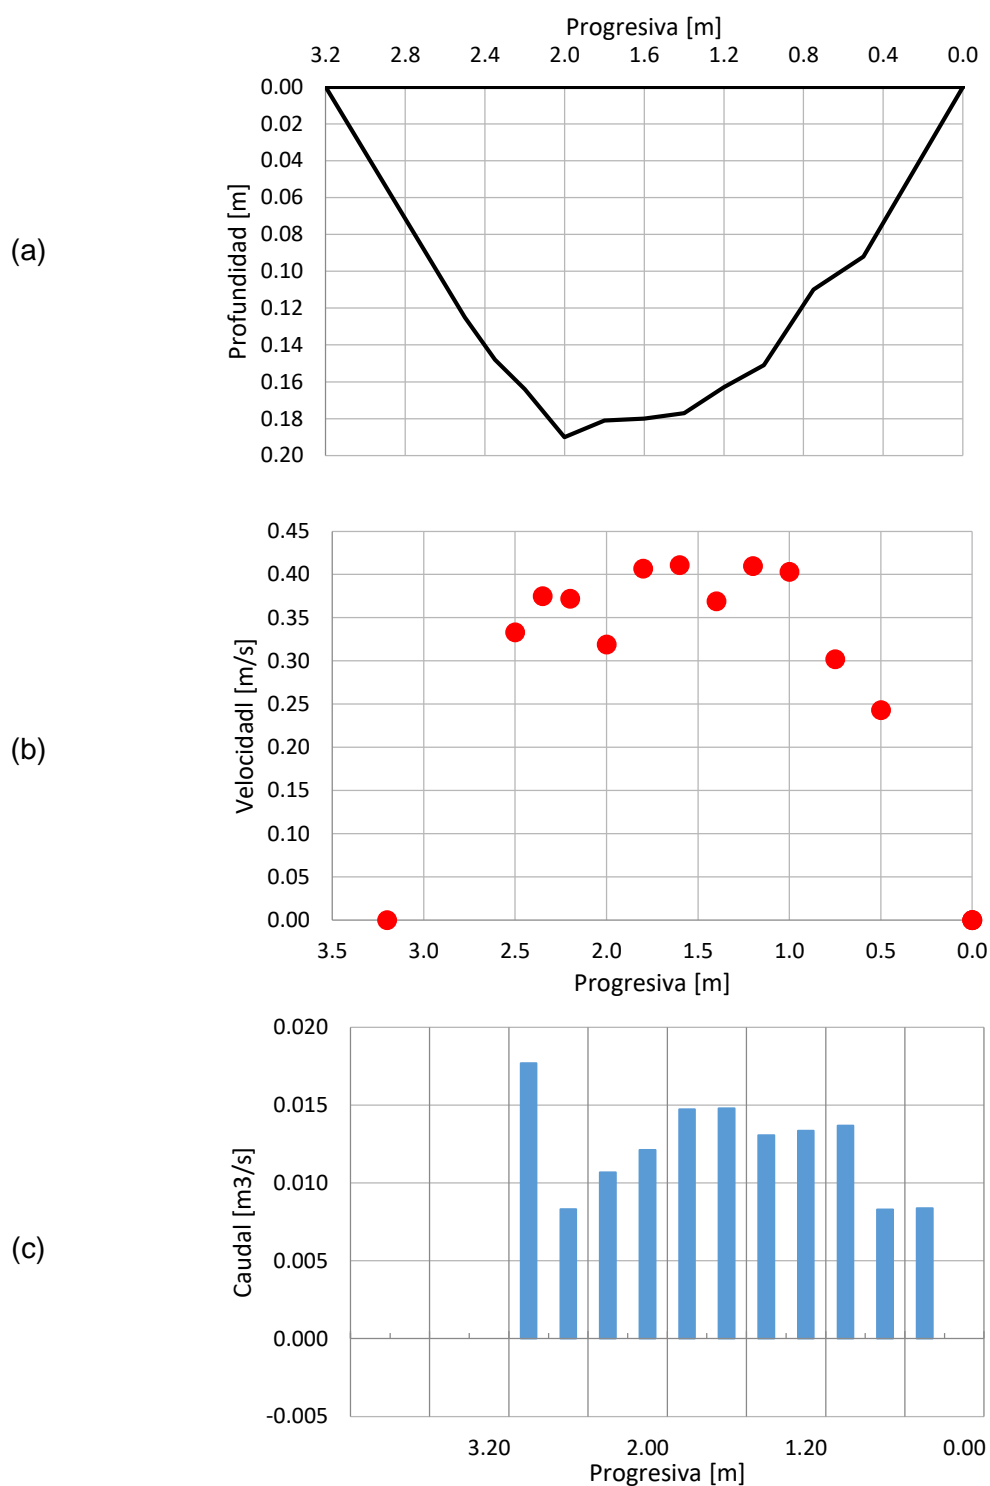 Progresiva [m]
3.2 2.8 2.4 2.0 1.6 1.2 0.8 0.4 0.0
0.00
0.02
0.04
0.06
0.08
0.10
0.12
0.14
0.16
0.18
0.20
Profundidad [m]
(a)
0.45
0.40
0.35
0.30
0.25
0.20
0.15
0.10
0.05
0.00
Velocidadl [m/s]
(b)
3.5 3.0 2.5 2.0 1.5 1.0 0.5 0.0
Progresiva [m]
0.020
0.015
0.010
0.005
0.000
-0.005
Caudal [m3/s]
(c)
3.20 2.00 1.20 0.00
Progresiva [m]